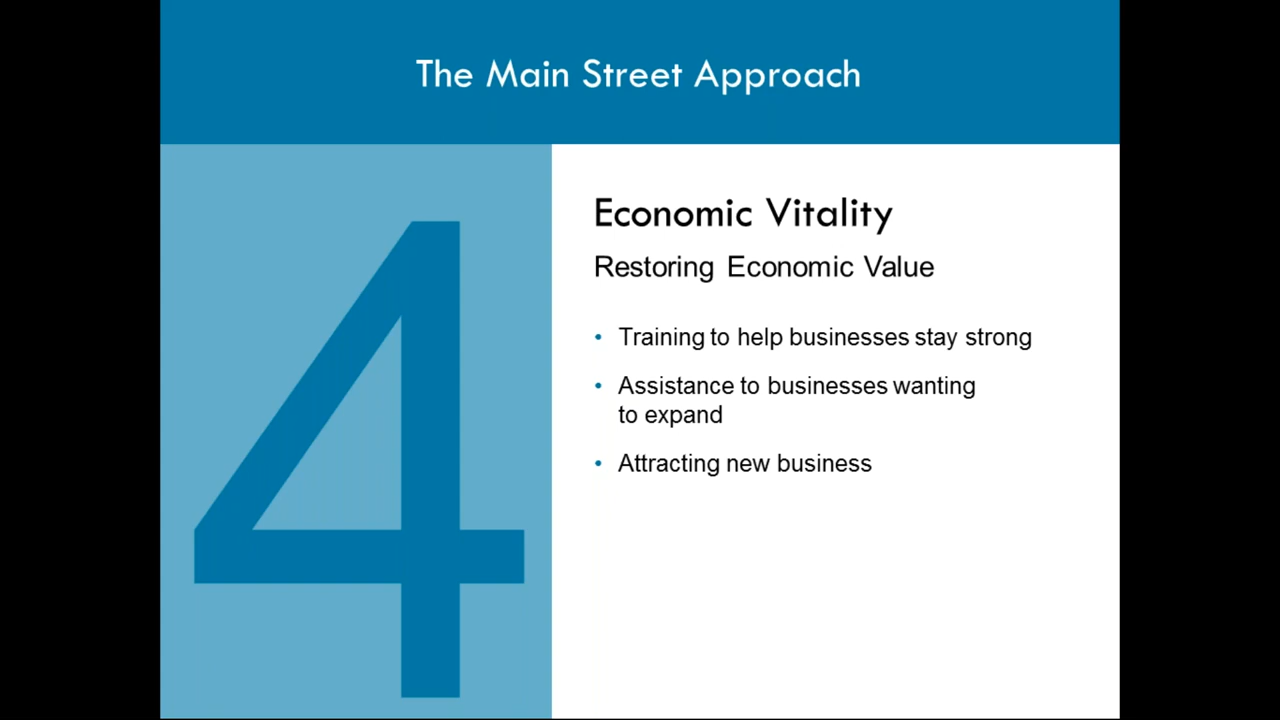 The Main Street Approach
4
Economic Vitality
Restoring Economic Value
• Training to help businesses stay strong
• Assistance to businesses wanting
to expand
• Attracting new business